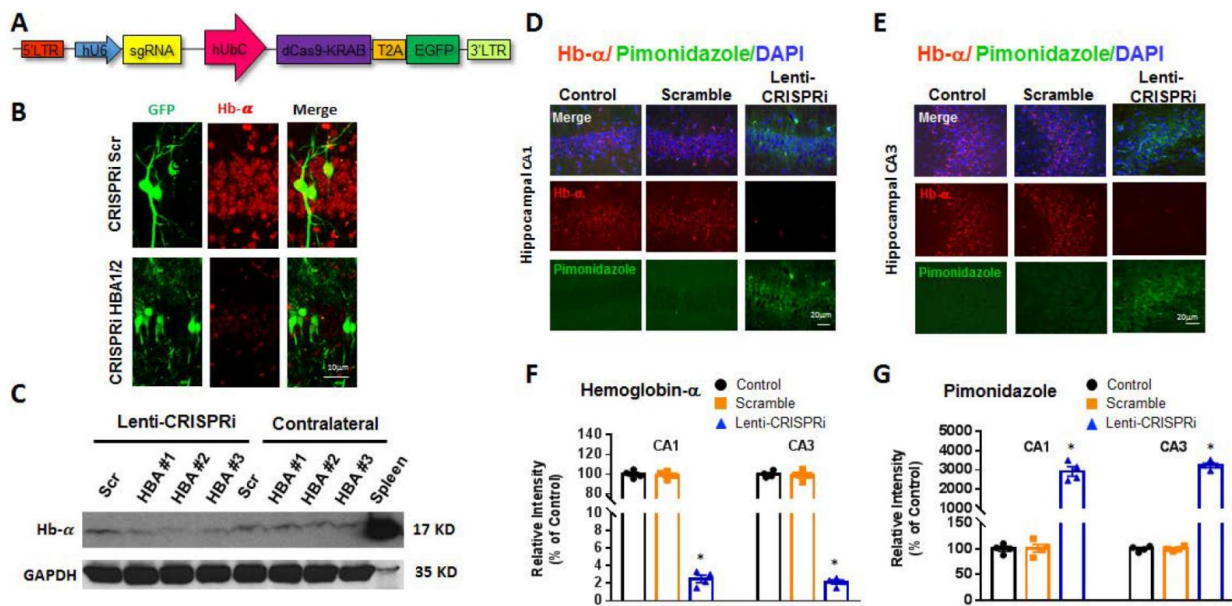 A
5'LTR hU6 sgRNA hUbC dCas9-KRAB T2A EGFP 3'LTR
B
GFP Hb-α Merge
CRISPRi Scr
CRISPRi HBA1/2
10μm
C
Lenti-CRISPRi Contralateral
Scr HBA #1 HBA #2 HBA #3 Scr HBA #1 HBA #2 HBA #3 Spleen
Hb-α 17 KD
GAPDH 35 KD
D
Hb-α/ Pimonidazole/DAPI
Control Scramble Lenti-
CRISPRi
Hippocampal CA1
Merge
Hb-α
Pimonidazole
20μm
E
Hb-α/ Pimonidazole/DAPI
Control Scramble Lenti-
CRISPRi
Hippocampal CA3
Merge
Hb-α
Pimonidazole
20μm
F
Hemoglobin-α
Control
Scramble
Lenti-CRISPRi
Relative Intensity
(% of Control)
140
120
100
80
10
8
6
4
2
0
CA1 CA3
* *
G
Pimonidazole
Control
Scramble
Lenti-CRISPRi
Relative Intensity
(% of Control)
5000
4000
3000
2000
1000
150
100
50
0
CA1 * CA3 *